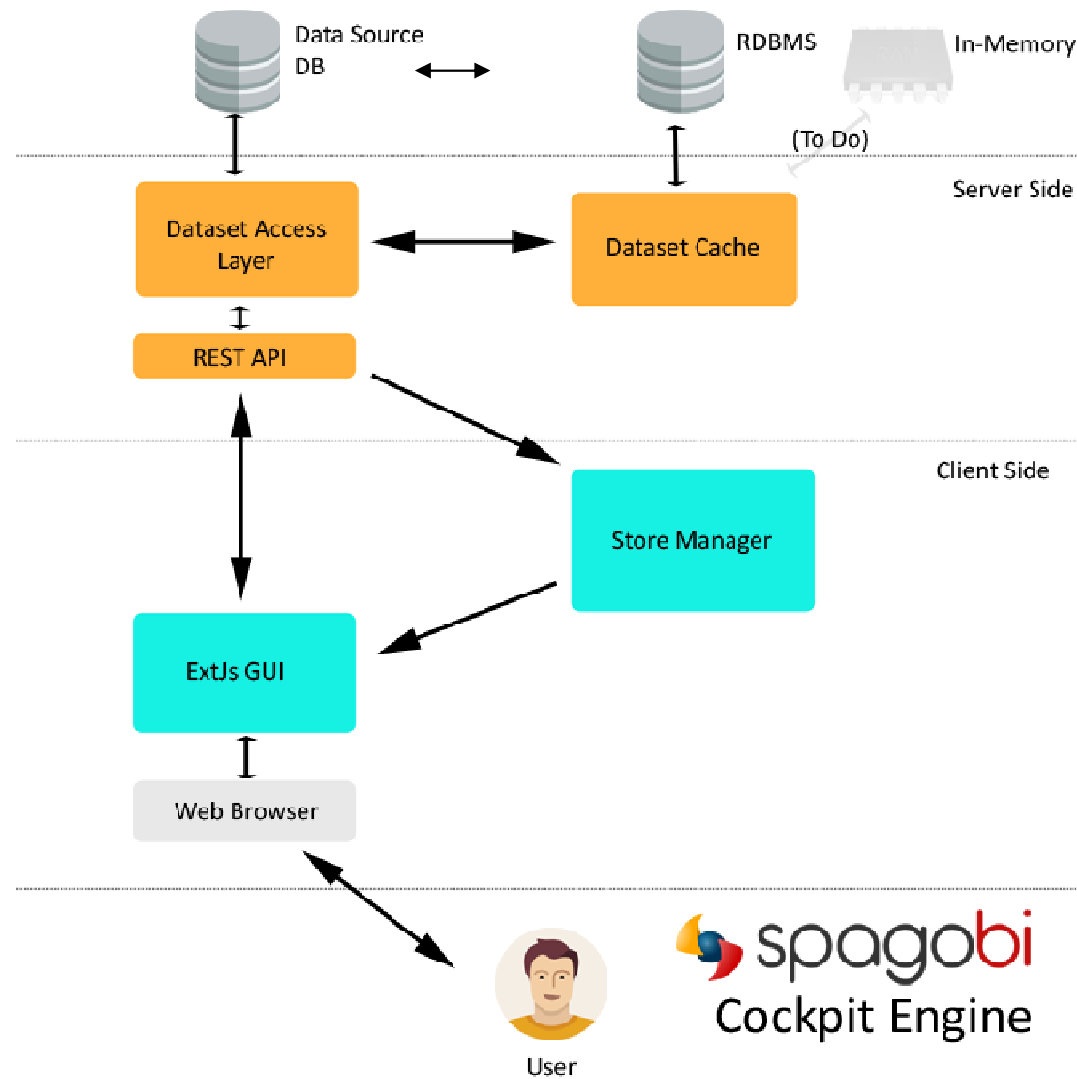 Data Source
DB
RDBMS
In-Memory
(To Do)
Server Side
Dataset Access
Layer
Dataset Cache
REST API
Client Side
Store Manager
ExtJs GUI
Web Browser
spagobi
Cockpit Engine
User